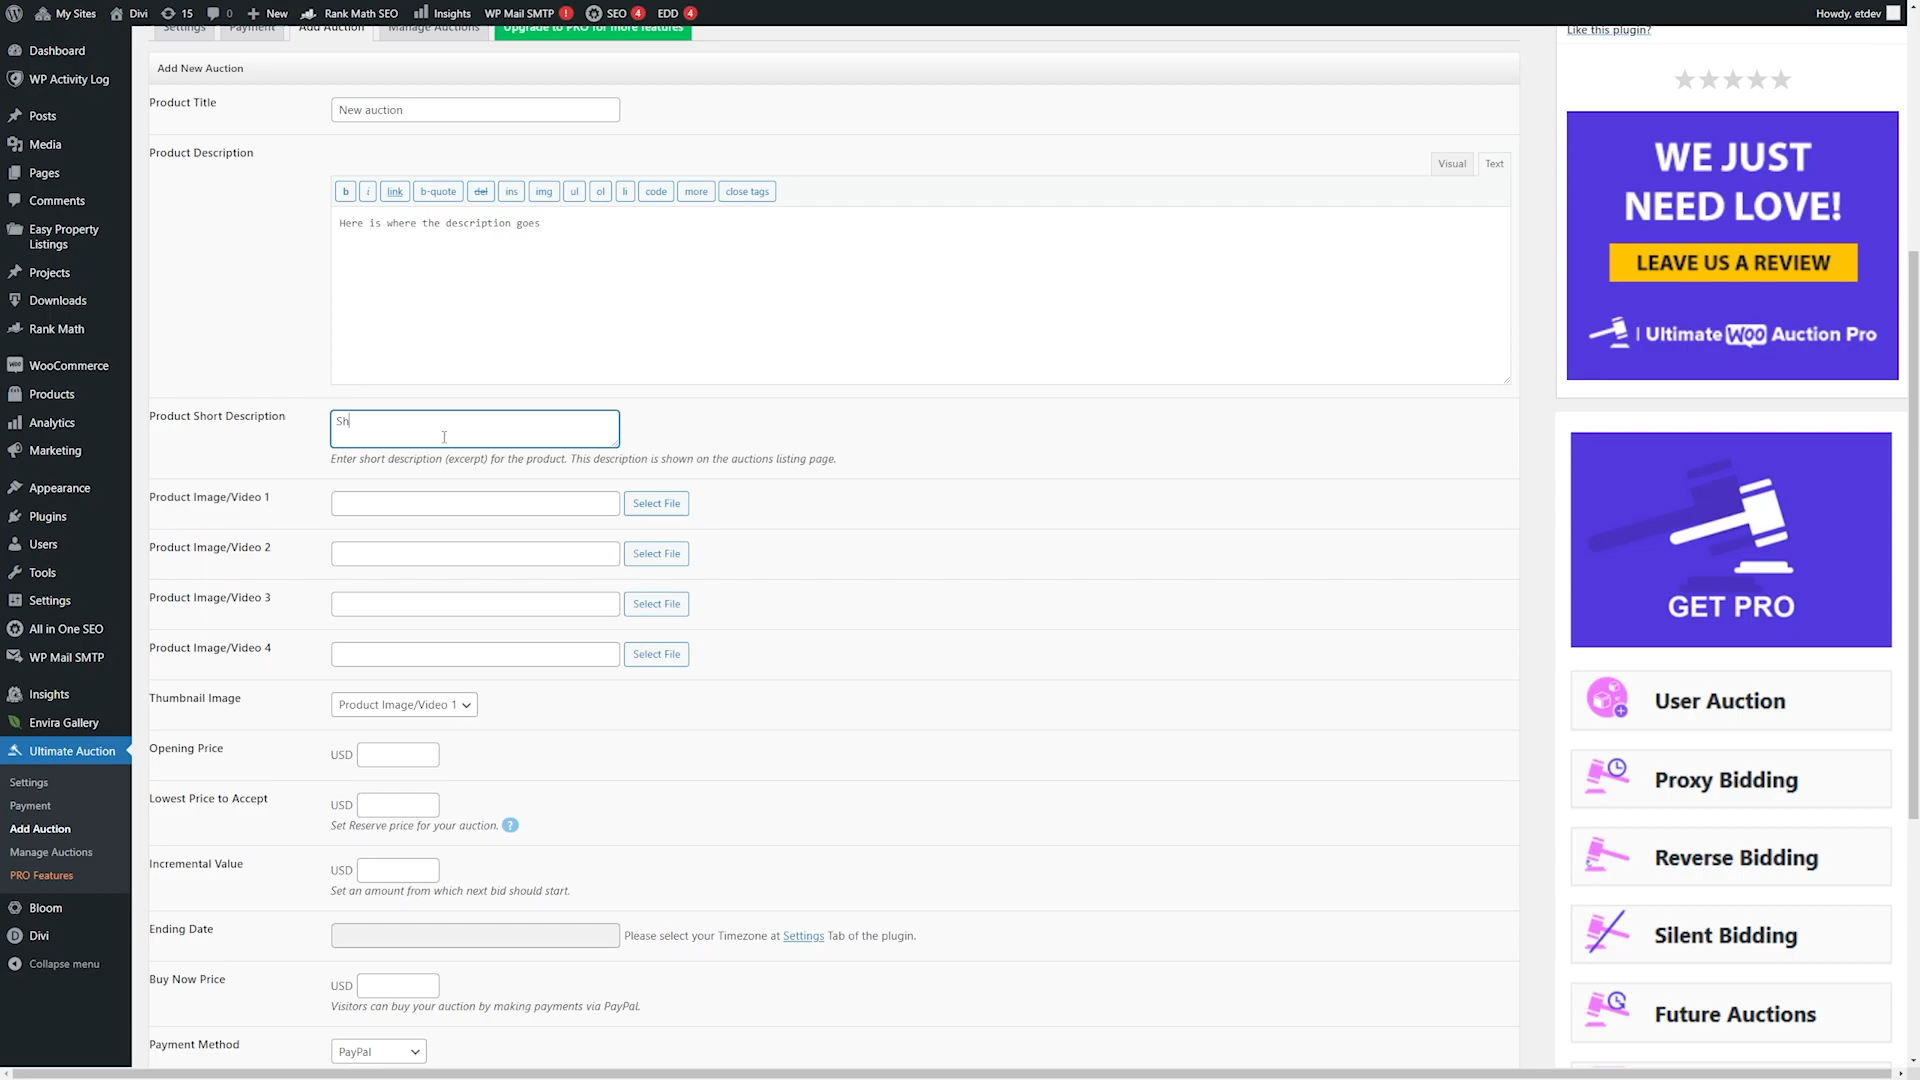 My Sites
Divi
15
0
New
Rank Math SEO
Insights
WP Mail SMTP
!
SEO
4
EDD
4
Howdy, etdev
Dashboard
WP Activity Log
Posts
Media
Pages
Comments
Easy Property
Listings
Projects
Downloads
Rank Math
WooCommerce
Products
Analytics
Marketing
Appearance
Plugins
Users
Tools
Settings
All in One SEO
WP Mail SMTP
Insights
Envira Gallery
Ultimate Auction
Settings
Payment
Add Auction
Manage Auctions
PRO Features
Bloom
Divi
Collapse menu
Settings
Payment
Add Auction
Manage Auctions
Upgrade to PRO for more features
Add New Auction
Product Title
New auction
Product Description
Visual
Text
b
i
link
b-quote
del
ins
img
ul
ol
li
code
more
close tags
Here is where the description goes
Product Short Description
Sh
Enter short description (excerpt) for the product. This description is shown on the auctions listing page.
Product Image/Video 1
Select File
Product Image/Video 2
Select File
Product Image/Video 3
Select File
Product Image/Video 4
Select File
Thumbnail Image
Product Image/Video 1
Opening Price
USD
Lowest Price to Accept
USD
Set Reserve price for your auction. ?
Incremental Value
USD
Set an amount from which next bid should start.
Ending Date
Please select your Timezone at Settings Tab of the plugin.
Buy Now Price
USD
Visitors can buy your auction by making payments via PayPal.
Payment Method
PayPal
Like this plugin?
WE JUST
NEED LOVE!
LEAVE US A REVIEW
| Ultimate Woo Auction Pro
GET PRO
User Auction
Proxy Bidding
Reverse Bidding
Silent Bidding
Future Auctions